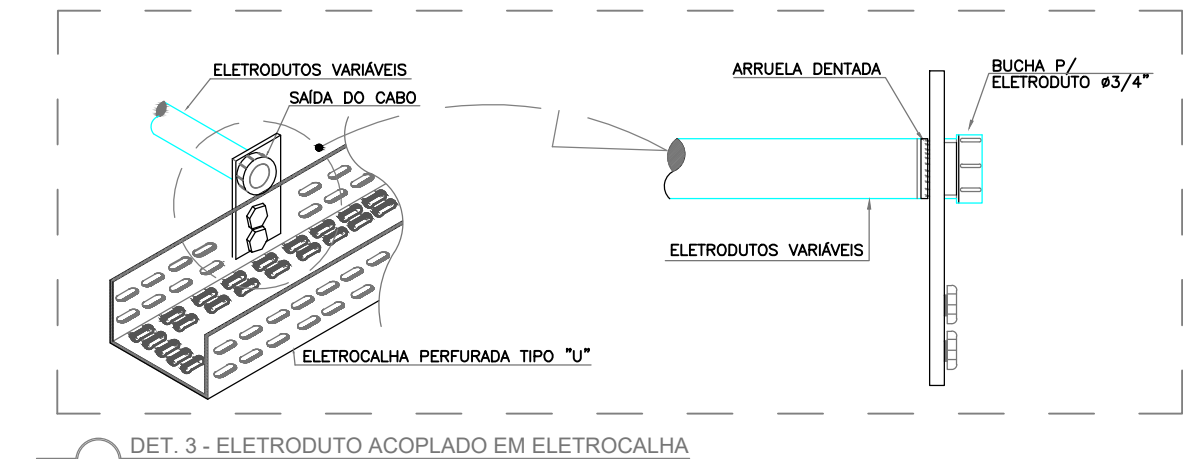 ELETRODUTOS VARIÁVEIS
SAÍDA DO CABO
ELETROCALHA PERFURADA TIPO "U"
ARRUELA DENTADA
BUCHA P/
ELETRODUTO ø3/4"
ELETRODUTOS VARIÁVEIS
DET. 3 - ELETRODUTO ACOPLADO EM ELETROCALHA